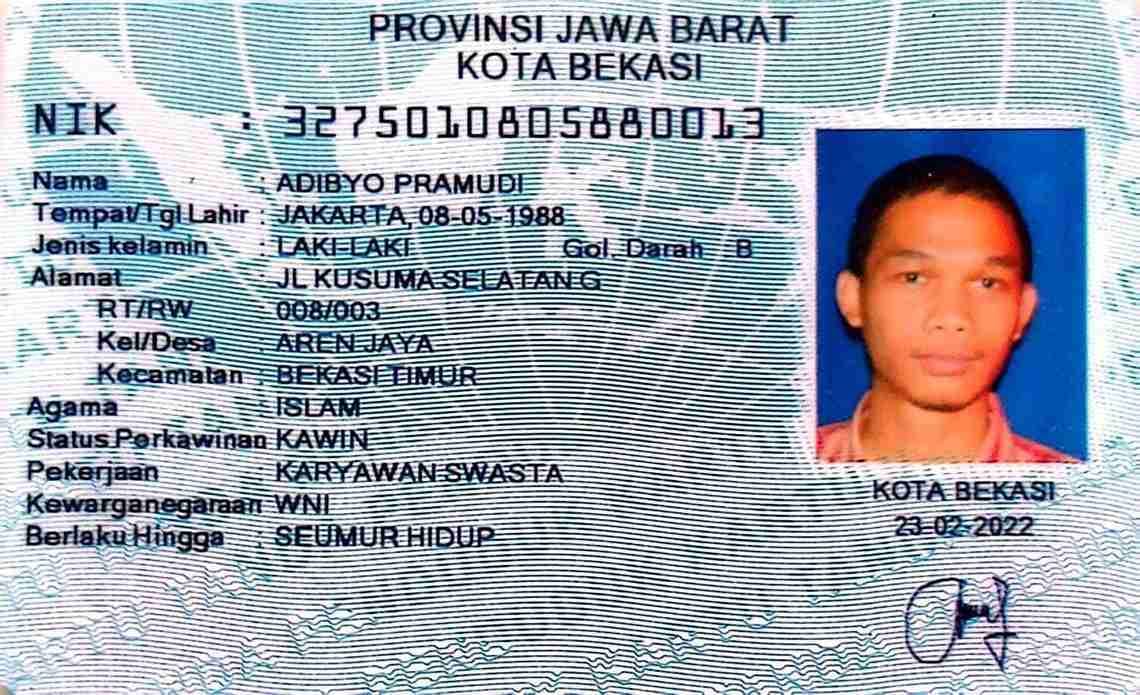 PROVINSI JAWA BARAT
KOTA BEKASI
NIK : 3275010805880013
Nama : ADIBYO PRAMUDI
Tempat/Tgl Lahir : JAKARTA, 08-05-1988
Jenis kelamin : LAKI-LAKI Gol. Darah B
Alamat : JL KUSUMA SELATAN G
RT/RW : 008/003
Kel/Desa : AREN JAYA
Kecamatan : BEKASI TIMUR
Agama : ISLAM
Status Perkawinan KAWIN
Pekerjaan : KARYAWAN SWASTA
Kewarganegaraan WNI
Berlaku Hingga : SEUMUR HIDUP
KOTA BEKASI
23-02-2022